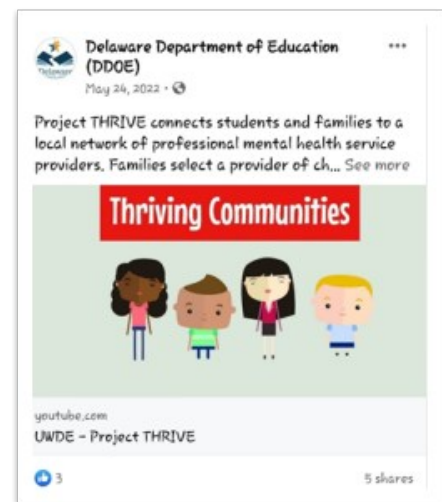 Delaware Department of Education
(DDOE)
May 24, 2022 ·
Project THRIVE connects students and families to a
local network of professional mental health service
providers. Families select a provider of ch... See more
Thriving Communities
youtube.com
UWDE - Project THRIVE
3
5 shares
Delaware